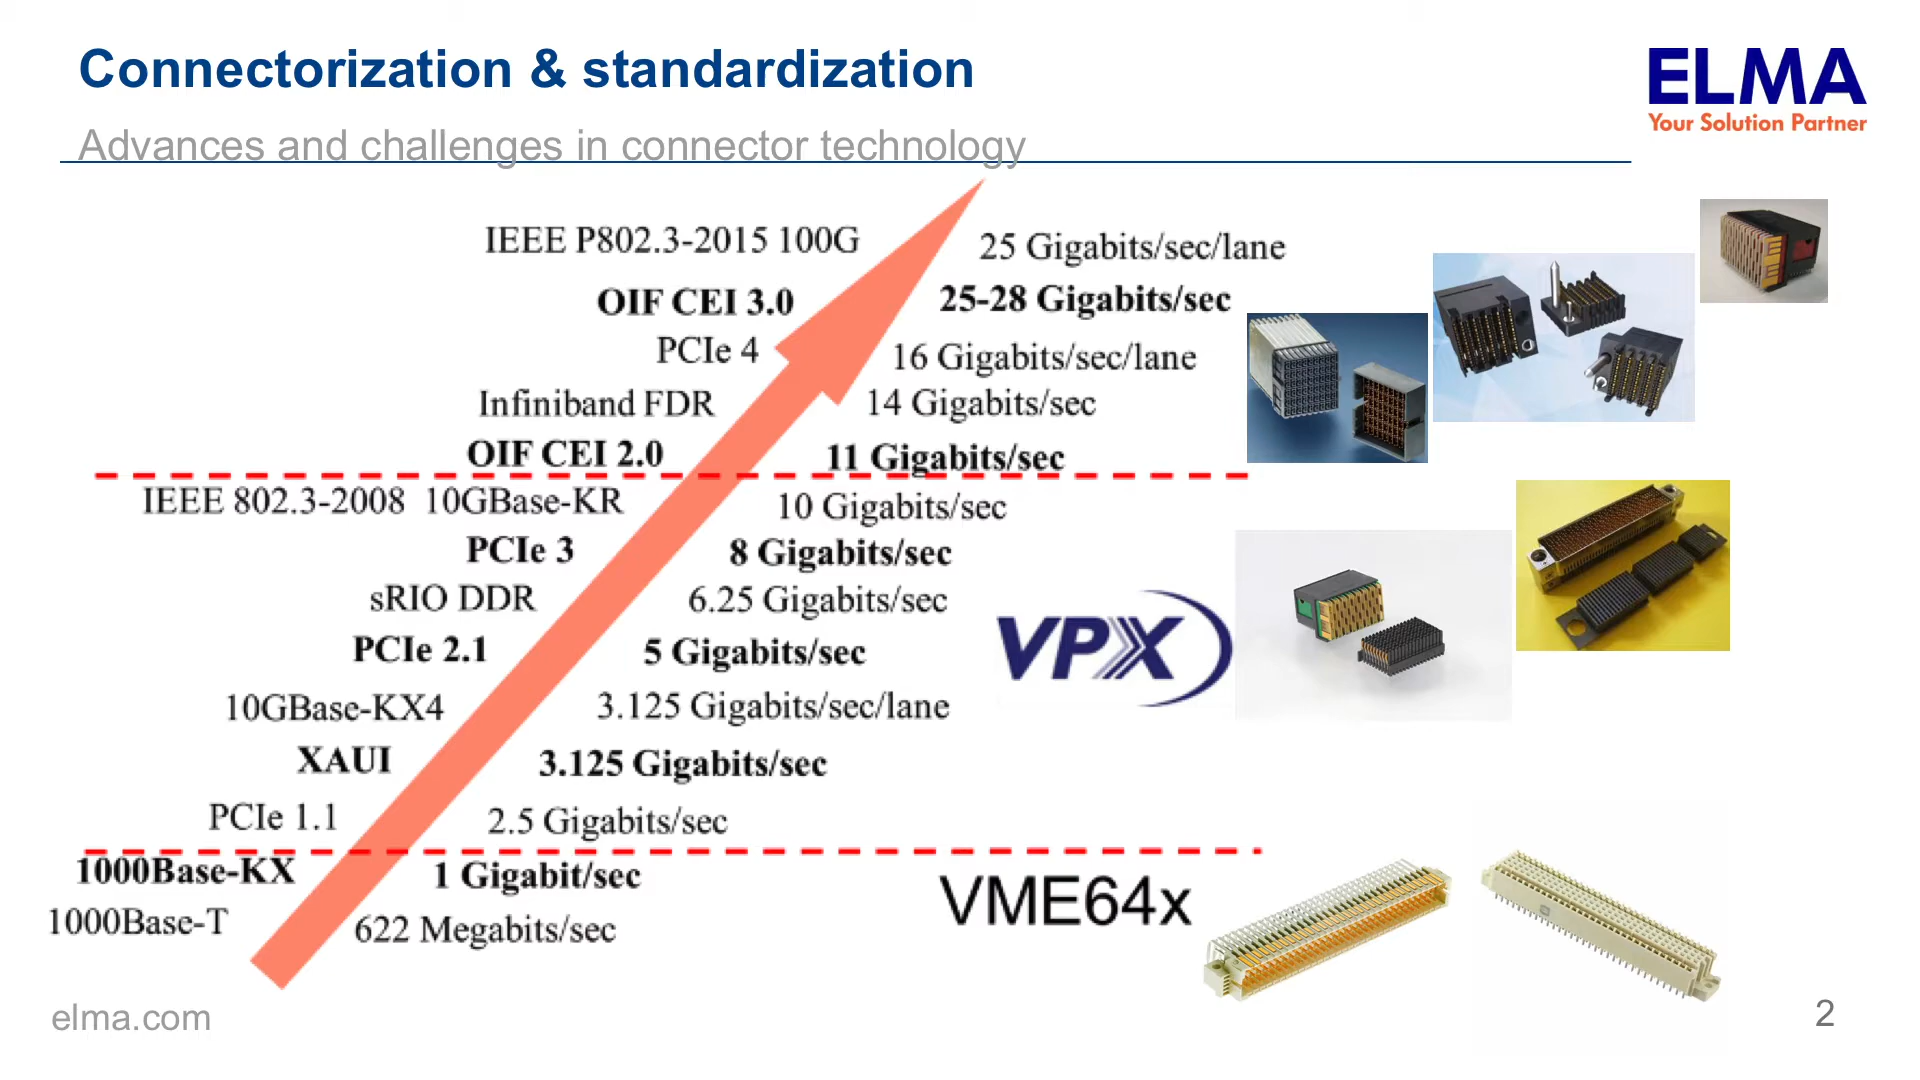 Connectorization & standardization
Advances and challenges in connector technology
ELMA
Your Solution Partner
IEEE P802.3-2015 100G 25 Gigabits/sec/lane
OIF CEI 3.0 25-28 Gigabits/sec
PCIe 4 16 Gigabits/sec/lane
Infiniband FDR 14 Gigabits/sec
OIF CEI 2.0 11 Gigabits/sec
IEEE 802.3-2008 10GBase-KR 10 Gigabits/sec
PCIe 3 8 Gigabits/sec
sRIO DDR 6.25 Gigabits/sec
PCIe 2.1 5 Gigabits/sec
VPX
10GBase-KX4 3.125 Gigabits/sec/lane
XAUI 3.125 Gigabits/sec
PCIe 1.1 2.5 Gigabits/sec
1000Base-KX 1 Gigabit/sec
VME64x
1000Base-T 622 Megabits/sec
elma.com
2